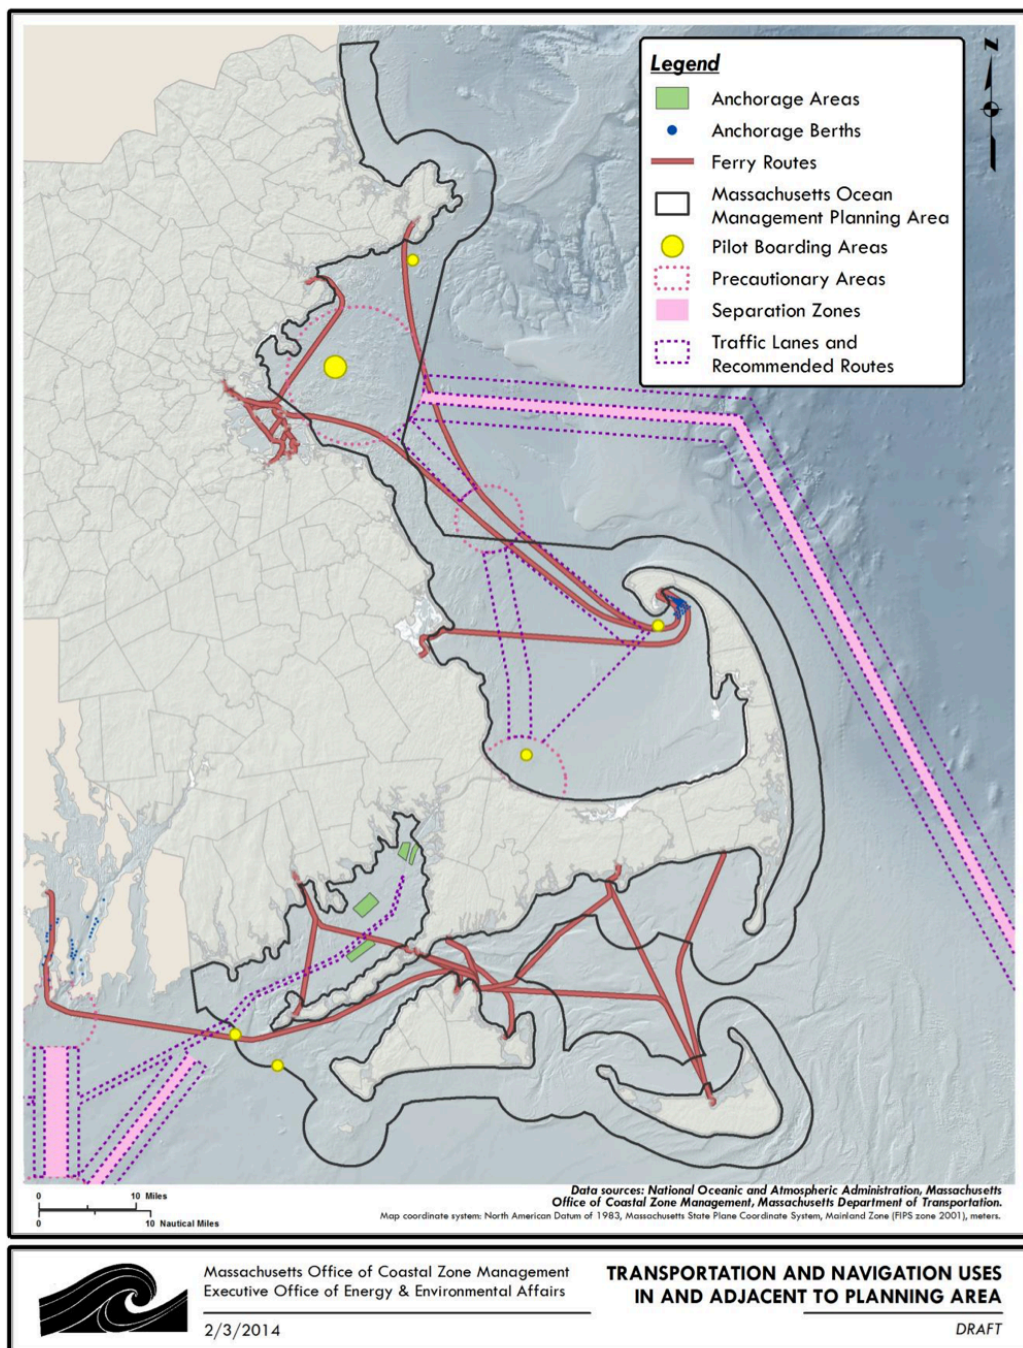 Legend
Anchorage Areas
Anchorage Berths
Ferry Routes
Massachusetts Ocean
Management Planning Area
Pilot Boarding Areas
Precautionary Areas
Separation Zones
Traffic Lanes and
Recommended Routes
Z
0 10 Miles
0 10 Nautical Miles
Data sources: National Oceanic and Atmospheric Administration, Massachusetts
Office of Coastal Zone Management, Massachusetts Department of Transportation.
Map coordinate system: North American Datum of 1983, Massachusetts State Plane Coordinate System, Mainland Zone (FIPS zone 2001), meters.
Massachusetts Office of Coastal Zone Management
Executive Office of Energy & Environmental Affairs
2/3/2014
TRANSPORTATION AND NAVIGATION USES
IN AND ADJACENT TO PLANNING AREA
DRAFT